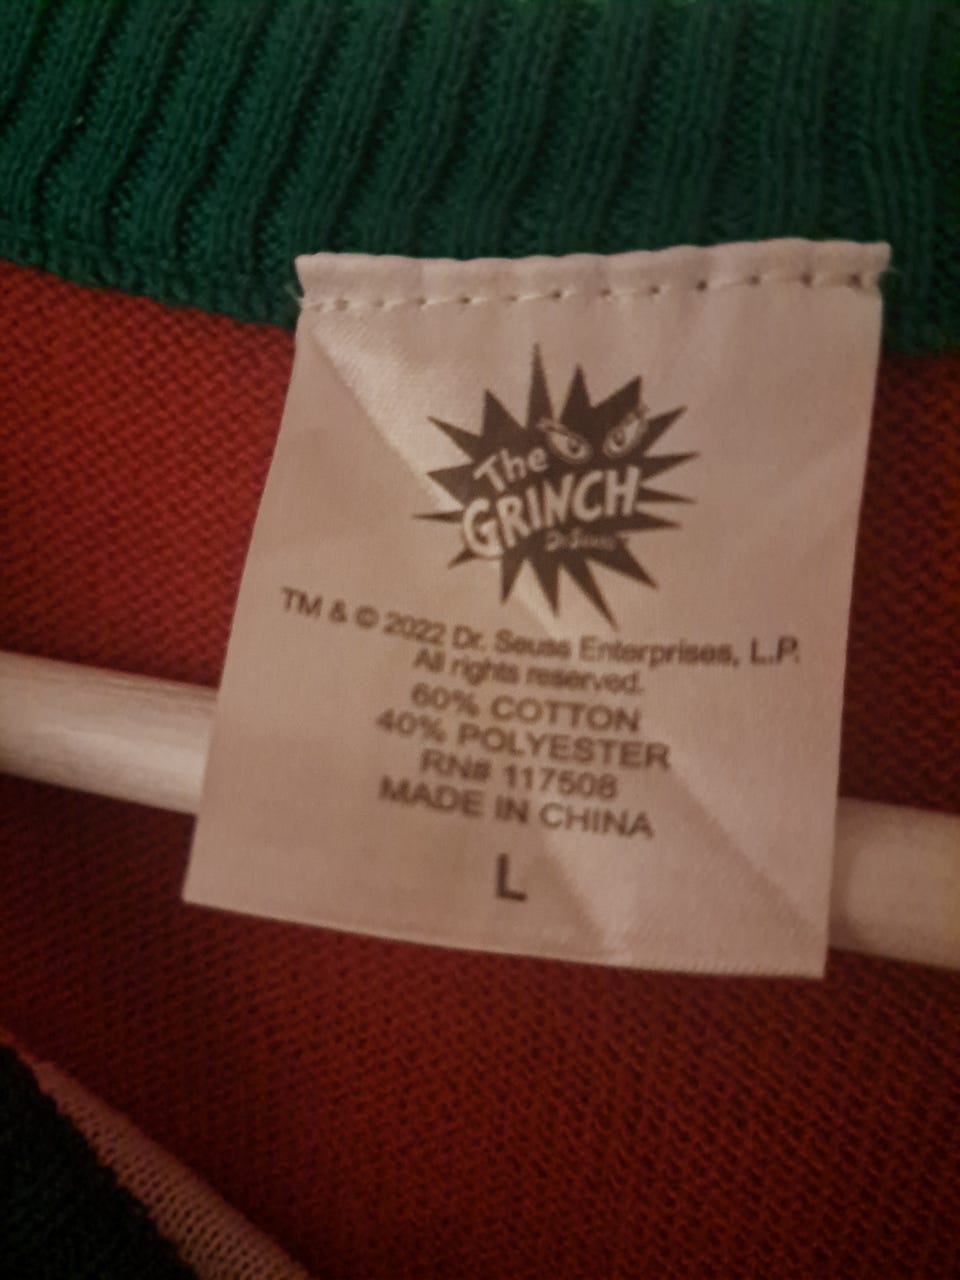 The
GRINCH
Dr. Seuss
TM & © 2022 Dr. Seuss Enterprises, L.P.
All rights reserved.
60% COTTON
40% POLYESTER
RN# 117508
MADE IN CHINA
L